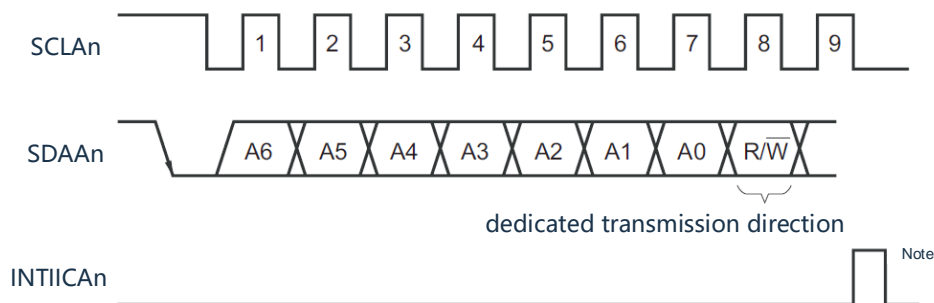 SCLAn 1 2 3 4 5 6 7 8 9
SDAAn A6 A5 A4 A3 A2 A1 A0 R/W̅
dedicated transmission direction
Note
INTIICAn